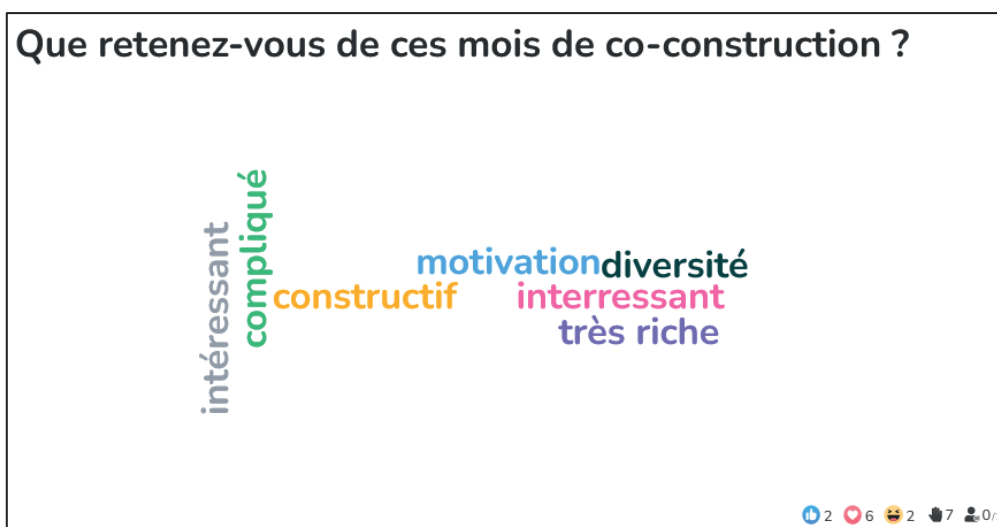 Que retenez-vous de ces mois de co-construction ?
intéressant
compliqué
constructif
motivation
diversité
interressant
très riche
2 6 2 7 0/